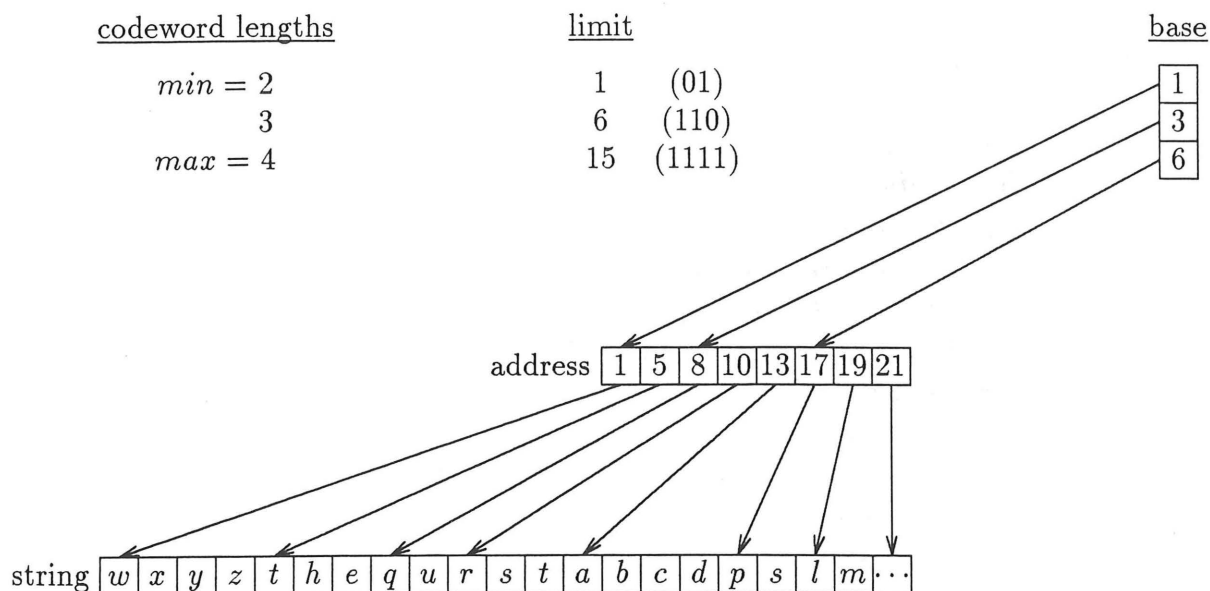 codeword lengths limit base
min = 2 1 (01) 1
3 6 (110) 3
max = 4 15 (1111) 6
address 1 5 8 10 13 17 19 21
string w x y z t h e q u r s t a b c d p s l m ···